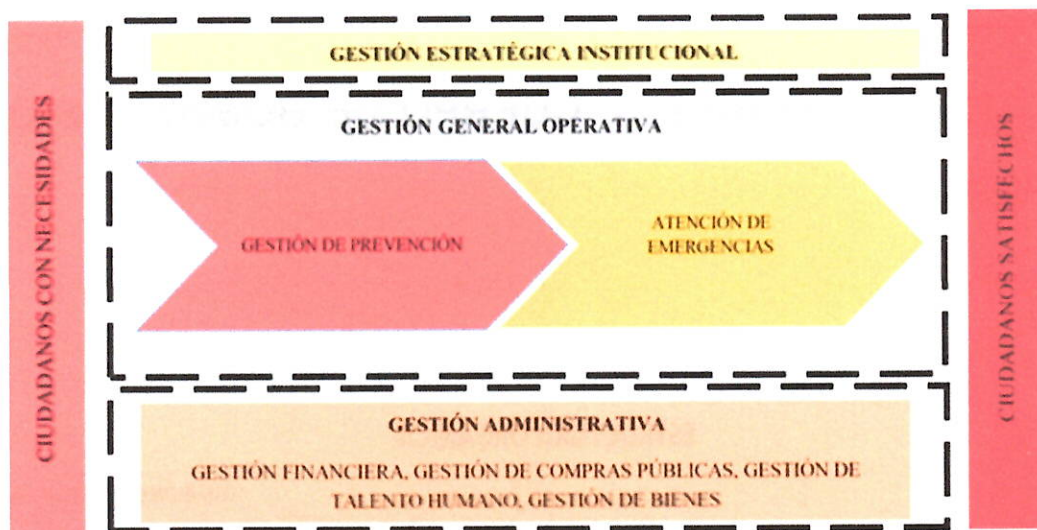 CIUDADANOS CON NECESIDADES
GESTIÓN ESTRATÉGICA INSTITUCIONAL
GESTIÓN GENERAL OPERATIVA
GESTIÓN DE PREVENCIÓN
ATENCIÓN DE
EMERGENCIAS
GESTIÓN ADMINISTRATIVA
GESTIÓN FINANCIERA, GESTIÓN DE COMPRAS PÚBLICAS, GESTIÓN DE
TALENTO HUMANO, GESTIÓN DE BIENES
CIUDADANOS SATISFECHOS